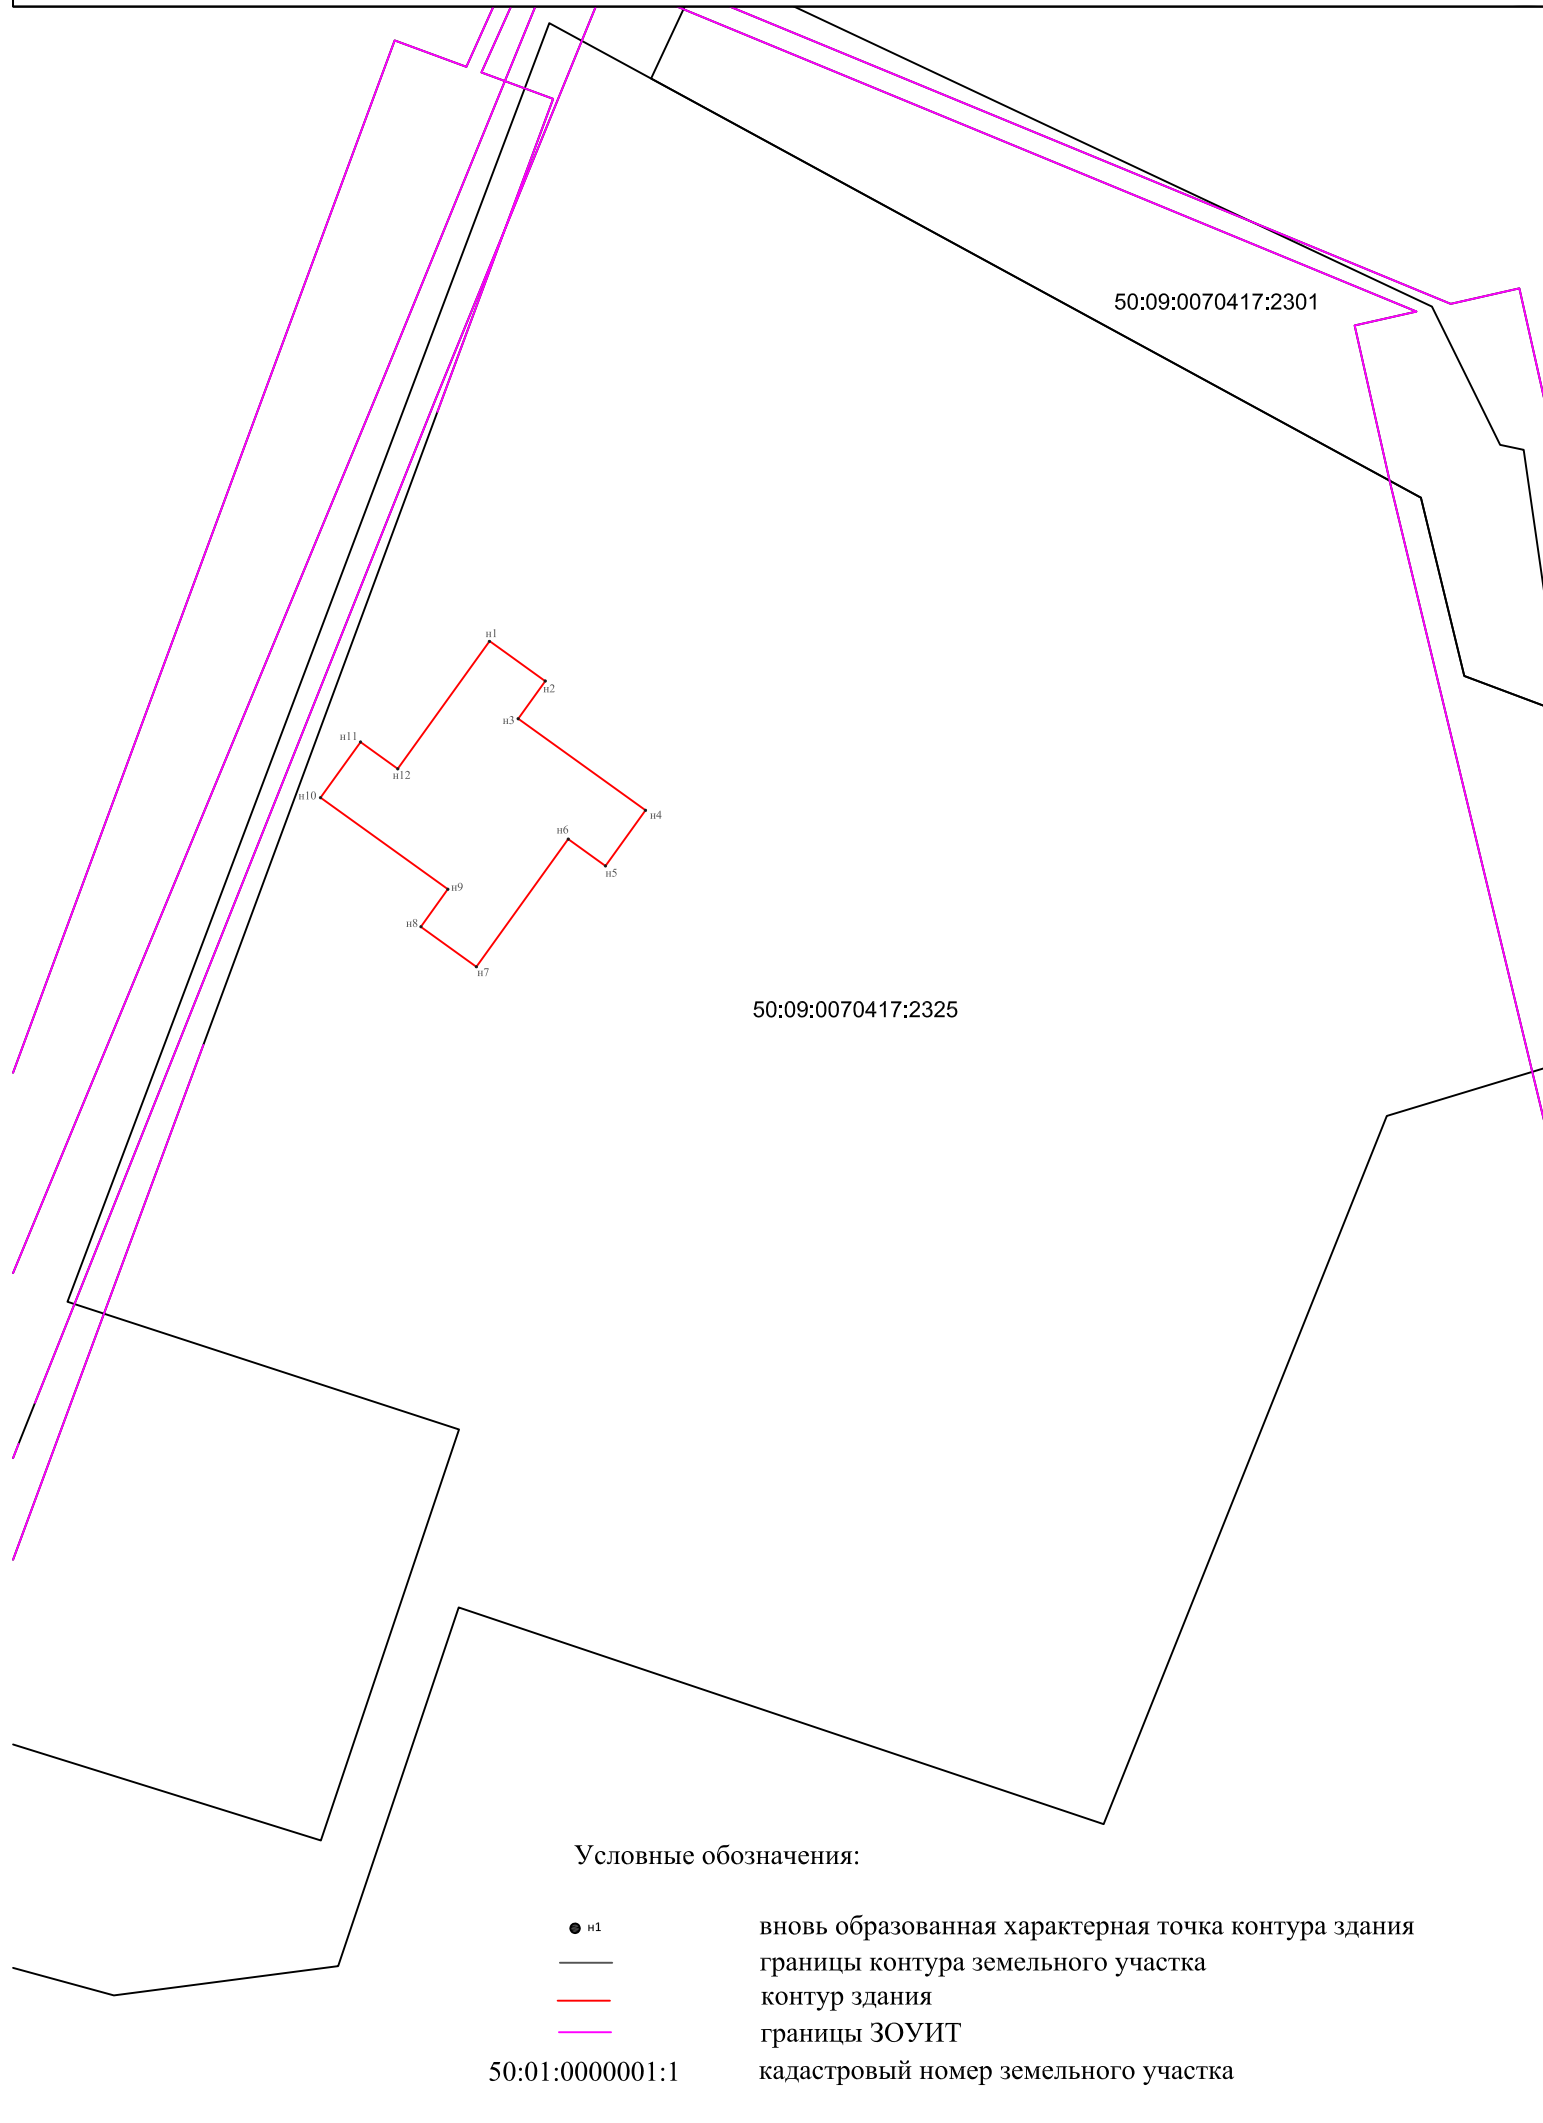 50:09:0070417:2301
н1
н2
н3
н11
н12
н10
н4
н6
н5
н9
н8
н7
50:09:0070417:2325
Условные обозначения:
н1 вновь образованная характерная точка контура здания
границы контура земельного участка
контур здания
границы ЗОУИТ
50:01:0000001:1 кадастровый номер земельного участка